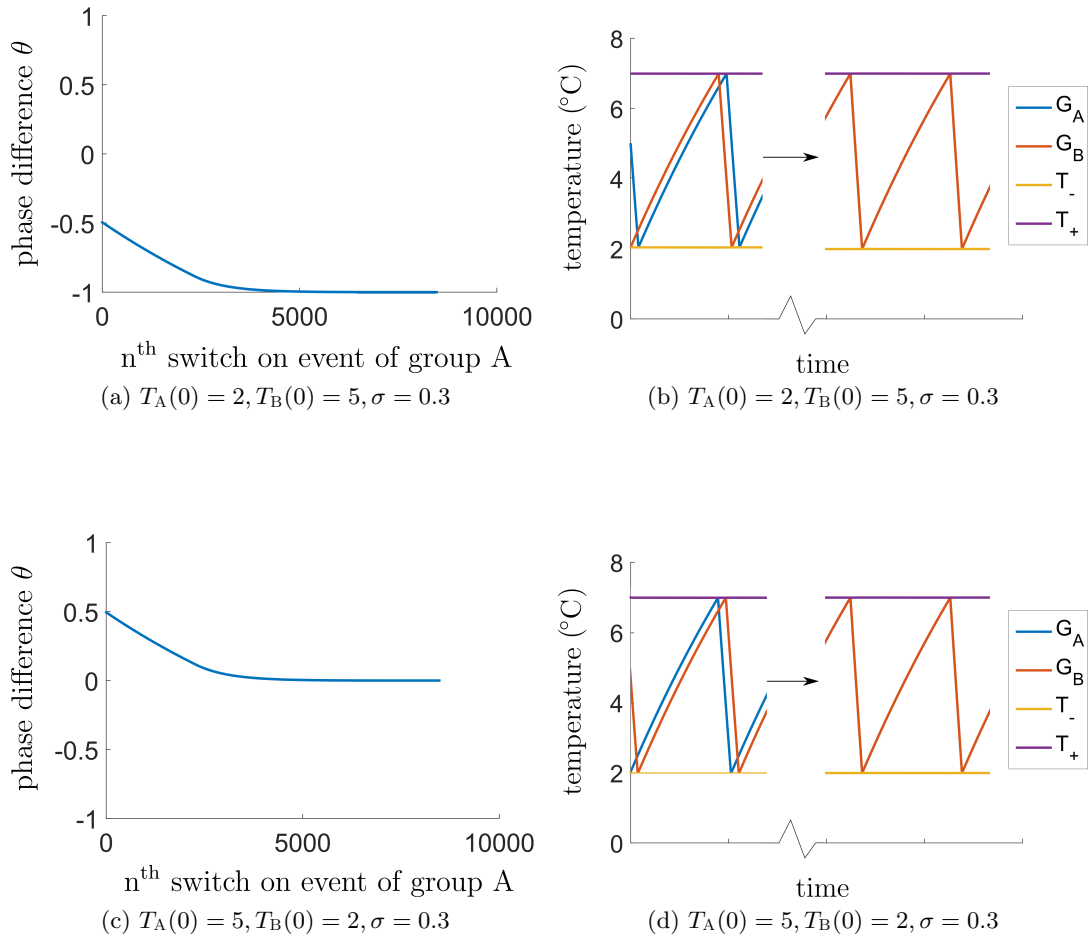 1
0.5
0
-0.5
-1
phase difference θ
0
5000
10000
nth switch on event of group A
(a) TA(0) = 2, TB(0) = 5, σ = 0.3
8
6
4
2
0
temperature (°C)
time
GA
GB
T-
T+
(b) TA(0) = 2, TB(0) = 5, σ = 0.3
1
0.5
0
-0.5
-1
phase difference θ
0
5000
10000
nth switch on event of group A
(c) TA(0) = 5, TB(0) = 2, σ = 0.3
8
6
4
2
0
temperature (°C)
time
GA
GB
T-
T+
(d) TA(0) = 5, TB(0) = 2, σ = 0.3